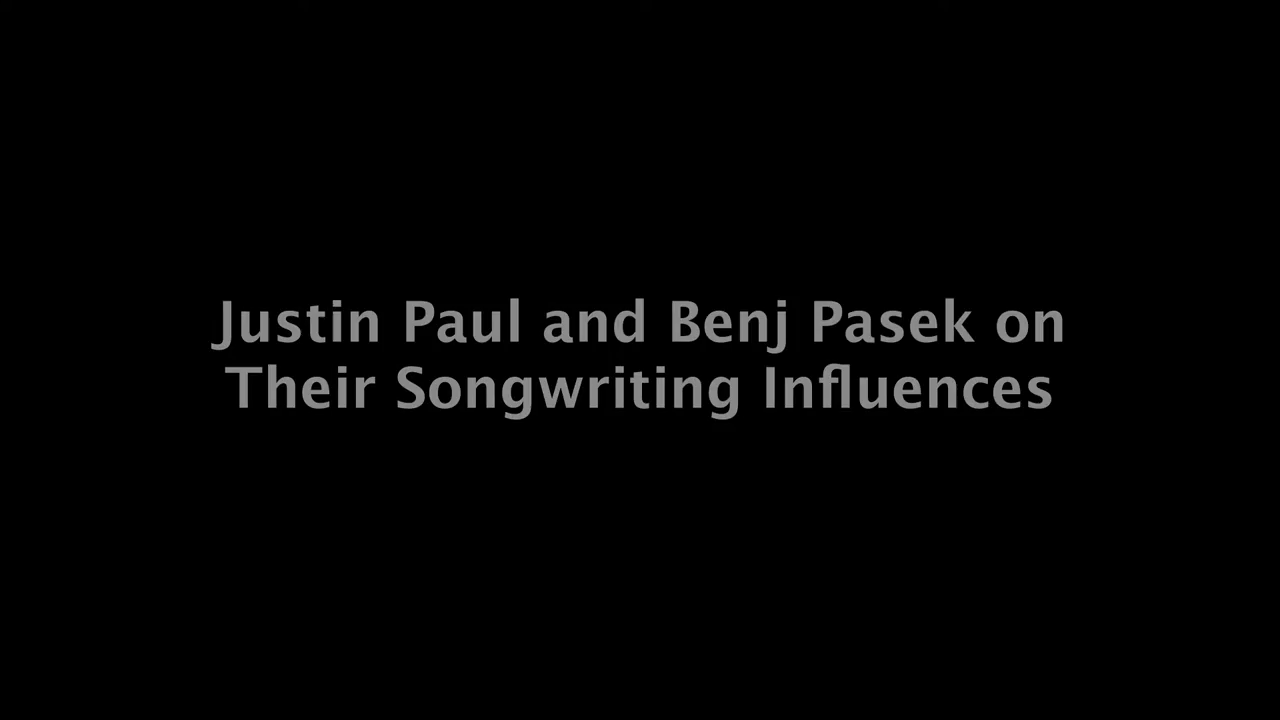 Justin Paul and Benj Pasek on
Their Songwriting Influences